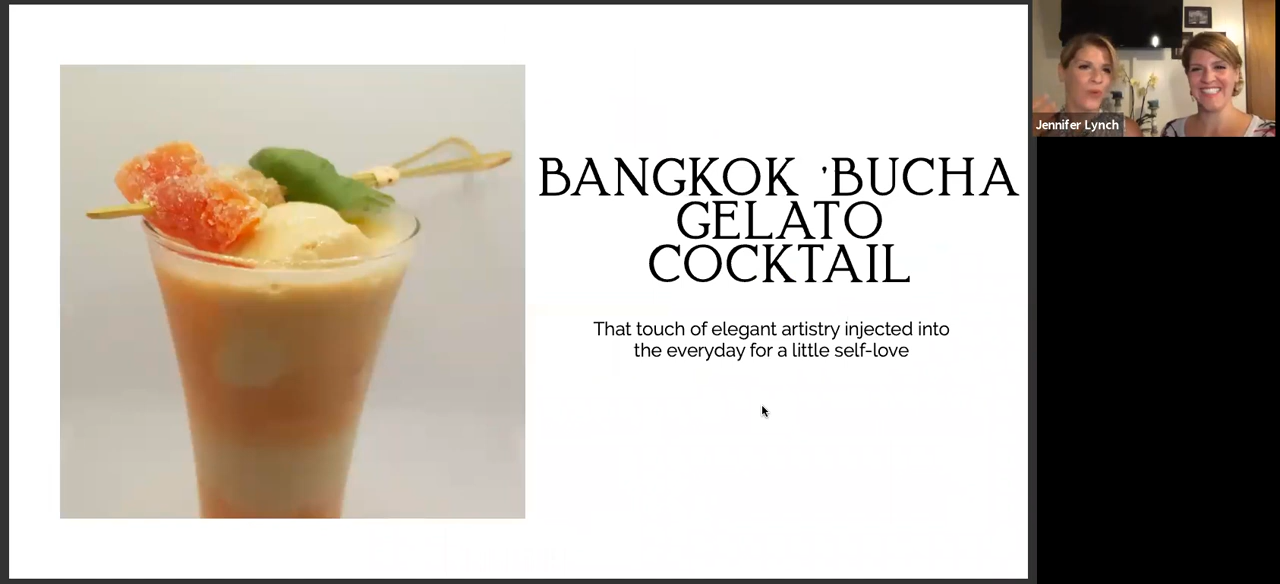 BANGKOK 'BUCHA
GELATO
COCKTAIL
That touch of elegant artistry injected into
the everyday for a little self-love
Jennifer Lynch